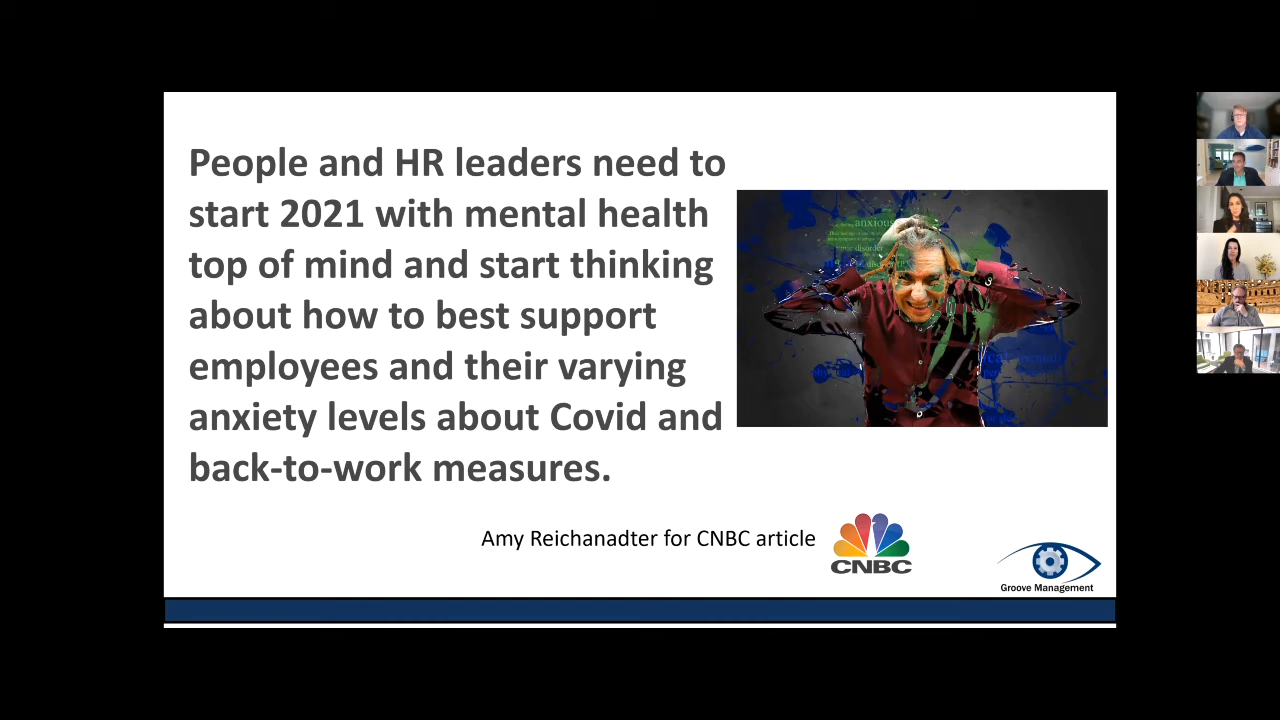 People and HR leaders need to
start 2021 with mental health
top of mind and start thinking
about how to best support
employees and their varying
anxiety levels about Covid and
back-to-work measures.
anxious
disorder
Amy Reichanadter for CNBC article
CNBC
Groove Management